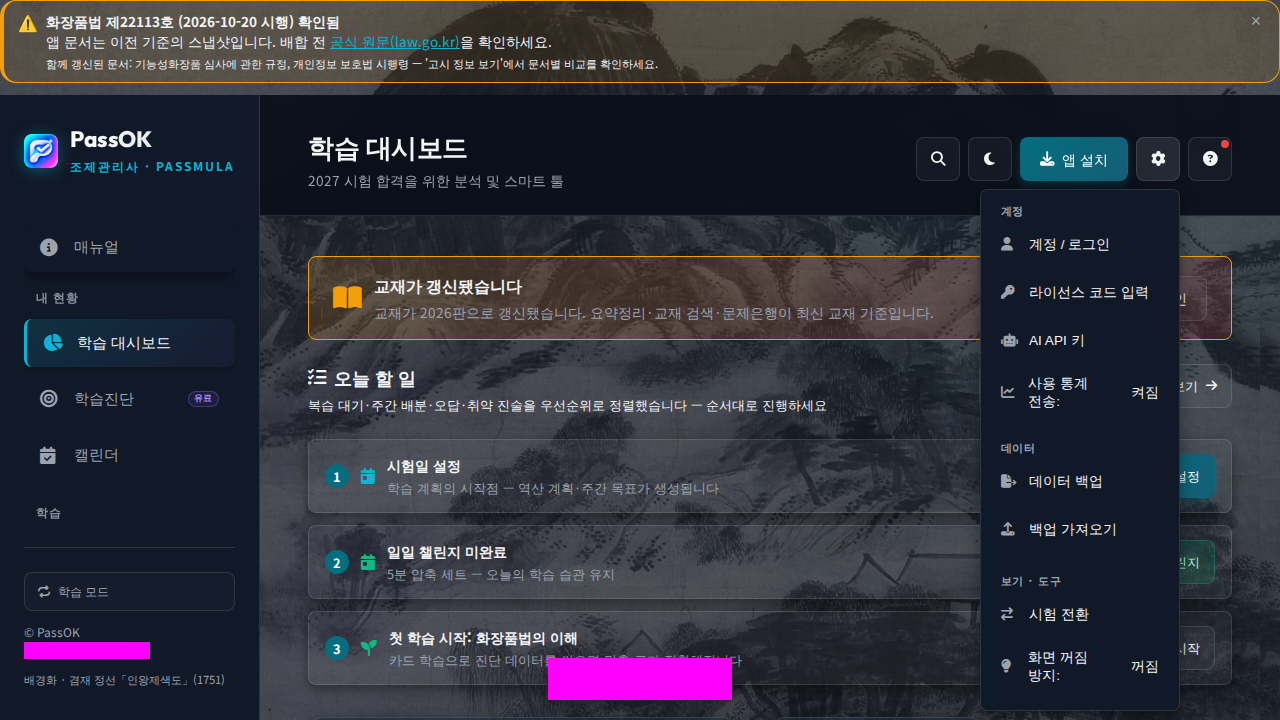 화장품법 제22113호 (2026-10-20 시행) 확인됨
앱 문서는 이전 기준의 스냅샷입니다. 배합 전 공식 원문(law.go.kr)을 확인하세요.
함께 갱신된 문서: 기능성화장품 심사에 관한 규정, 개인정보 보호법 시행령 — '고시 정보 보기'에서 문서별 비교를 확인하세요.
PassOK
조제관리사 · PASSMULA
매뉴얼
내 현황
학습 대시보드
학습진단
유료
캘린더
학습
학습 모드
© PassOK
배경화 · 겸재 정선「인왕제색도」(1751)
학습 대시보드
2027 시험 합격을 위한 분석 및 스마트 툴
앱 설치
교재가 갱신됐습니다
교재가 2026판으로 갱신됐습니다. 요약정리·교재 검색·문제은행이 최신 교재 기준입니다.
오늘 할 일
복습 대기·주간 배분·오답·취약 진술을 우선순위로 정렬했습니다 — 순서대로 진행하세요
1
시험일 설정
학습 계획의 시작점 — 역산 계획·주간 목표가 생성됩니다
설정
2
일일 챌린지 미완료
5분 압축 세트 — 오늘의 학습 습관 유지
린지
3
첫 학습 시작: 화장품법의 이해
카드 학습으로 진단 데이터를
시작
계정
계정 / 로그인
라이선스 코드 입력
AI API 키
사용 통계 전송:
켜짐
데이터
데이터 백업
백업 가져오기
보기 · 도구
시험 전환
화면 꺼짐 방지:
꺼짐